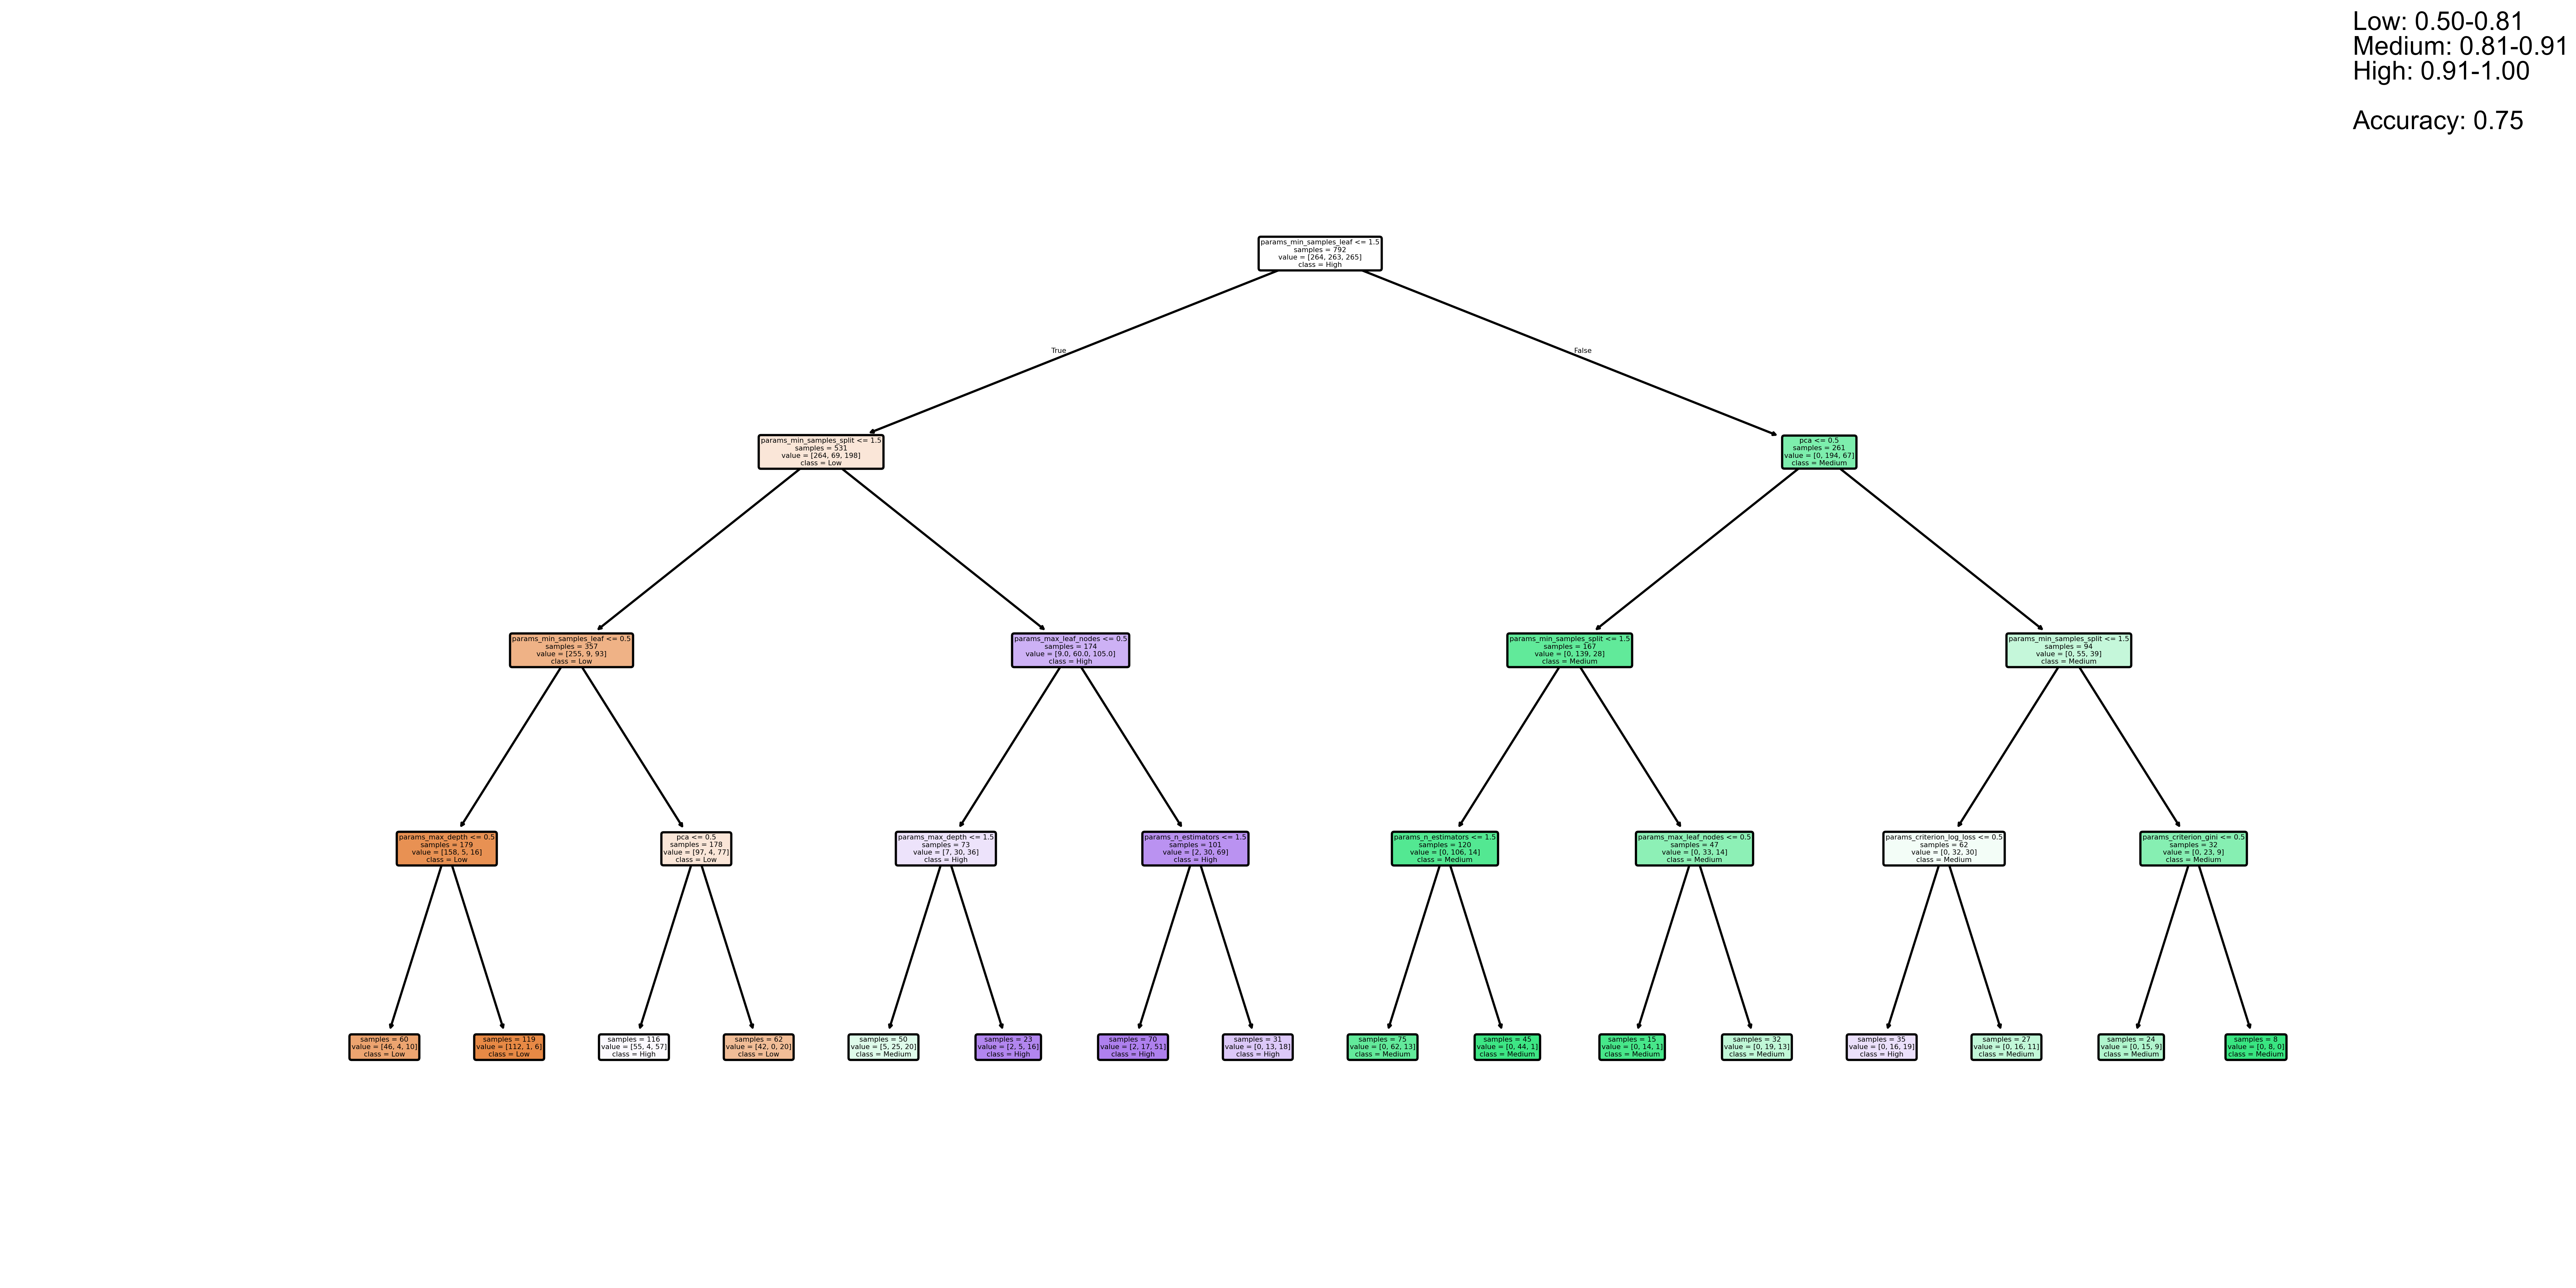 Low: 0.50-0.81
Medium: 0.81-0.91
High: 0.91-1.00
Accuracy: 0.75
params_min_samples_leaf <= 1.5
samples = 792
value = [264, 263, 265]
class = High
True
False
params_min_samples_split <= 1.5
samples = 531
value = [264, 69, 198]
class = Low
pca <= 0.5
samples = 261
value = [0, 194, 67]
class = Medium
params_min_samples_leaf <= 0.5
samples = 357
value = [255, 9, 93]
class = Low
params_max_leaf_nodes <= 0.5
samples = 174
value = [9.0, 60.0, 105.0]
class = High
params_min_samples_split <= 1.5
samples = 167
value = [0, 139, 28]
class = Medium
params_min_samples_split <= 1.5
samples = 94
value = [0, 55, 39]
class = Medium
params_max_depth <= 0.5
samples = 179
value = [158, 5, 16]
class = Low
pca <= 0.5
samples = 178
value = [97, 4, 77]
class = Low
params_max_depth <= 1.5
samples = 73
value = [7, 30, 36]
class = High
params_n_estimators <= 1.5
samples = 101
value = [2, 30, 69]
class = High
params_n_estimators <= 1.5
samples = 120
value = [0, 106, 14]
class = Medium
params_max_leaf_nodes <= 0.5
samples = 47
value = [0, 33, 14]
class = Medium
params_criterion_log_loss <= 0.5
samples = 62
value = [0, 32, 30]
class = Medium
params_criterion_gini <= 0.5
samples = 32
value = [0, 23, 9]
class = Medium
samples = 60
value = [46, 4, 10]
class = Low
samples = 119
value = [112, 1, 6]
class = Low
samples = 116
value = [55, 4, 57]
class = High
samples = 62
value = [42, 0, 20]
class = Low
samples = 50
value = [5, 25, 20]
class = Medium
samples = 23
value = [2, 5, 16]
class = High
samples = 70
value = [2, 17, 51]
class = High
samples = 31
value = [0, 13, 18]
class = High
samples = 75
value = [0, 62, 13]
class = Medium
samples = 45
value = [0, 44, 1]
class = Medium
samples = 15
value = [0, 14, 1]
class = Medium
samples = 32
value = [0, 19, 13]
class = Medium
samples = 35
value = [0, 16, 19]
class = High
samples = 27
value = [0, 16, 11]
class = Medium
samples = 24
value = [0, 15, 9]
class = Medium
samples = 8
value = [0, 8, 0]
class = Medium